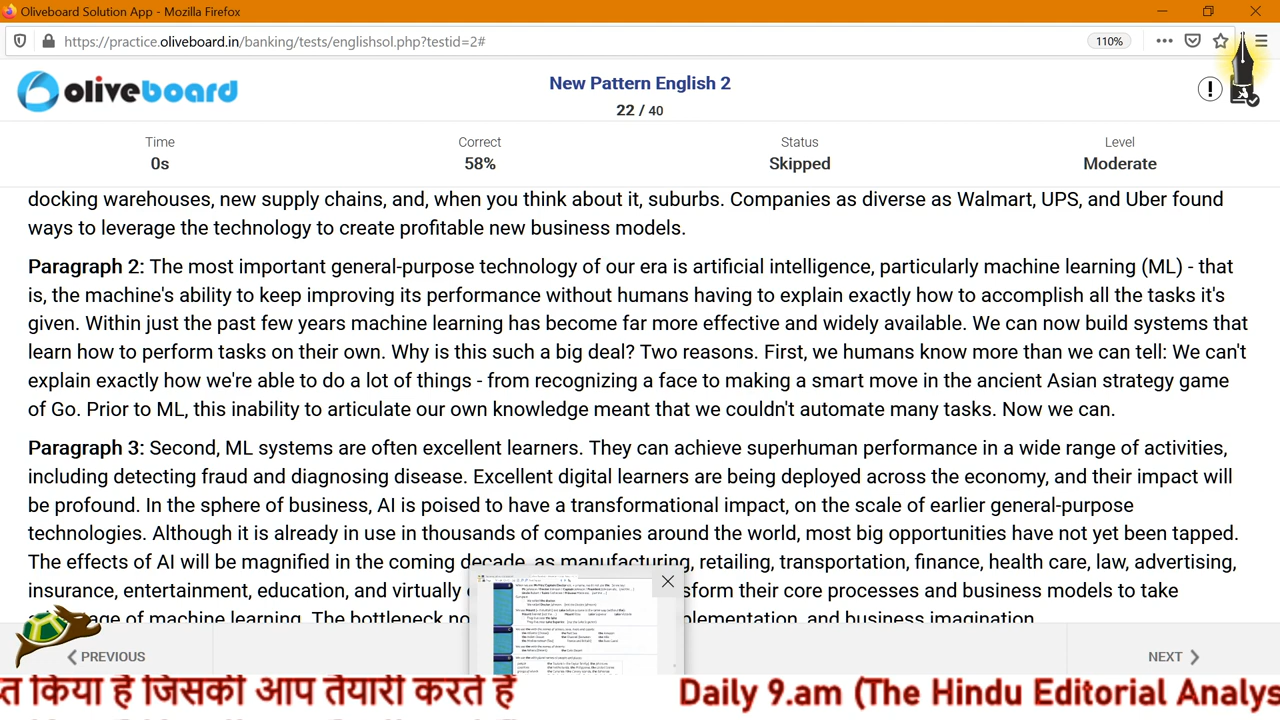 Oliveboard Solution App - Mozilla Firefox
https://practice.oliveboard.in/banking/tests/englishsol.php?testid=2#
110%
oliveboard
New Pattern English 2
22 / 40
Time
0s
Correct
58%
Status
Skipped
Level
Moderate
docking warehouses, new supply chains, and, when you think about it, suburbs. Companies as diverse as Walmart, UPS, and Uber found
ways to leverage the technology to create profitable new business models.
Paragraph 2: The most important general-purpose technology of our era is artificial intelligence, particularly machine learning (ML) - that
is, the machine's ability to keep improving its performance without humans having to explain exactly how to accomplish all the tasks it's
given. Within just the past few years machine learning has become far more effective and widely available. We can now build systems that
learn how to perform tasks on their own. Why is this such a big deal? Two reasons. First, we humans know more than we can tell: We can't
explain exactly how we're able to do a lot of things - from recognizing a face to making a smart move in the ancient Asian strategy game
of Go. Prior to ML, this inability to articulate our own knowledge meant that we couldn't automate many tasks. Now we can.
Paragraph 3: Second, ML systems are often excellent learners. They can achieve superhuman performance in a wide range of activities,
including detecting fraud and diagnosing disease. Excellent digital learners are being deployed across the economy, and their impact will
be profound. In the sphere of business, AI is poised to have a transformational impact, on the scale of earlier general-purpose
technologies. Although it is already in use in thousands of companies around the world, most big opportunities have not yet been tapped.
The effects of AI will be magnified in the coming decade, as manufacturing, retailing, transportation, finance, health care, law, advertising,
insurance, entertainment, education, and virtually sform their core processes and business models to take
of machine learning. The bottleneck no plementation, and business imagination.
PREVIOUS
NEXT
त किया है जिसकी आप तैयारी करते हैं
Daily 9.am (The Hindu Editorial Analys